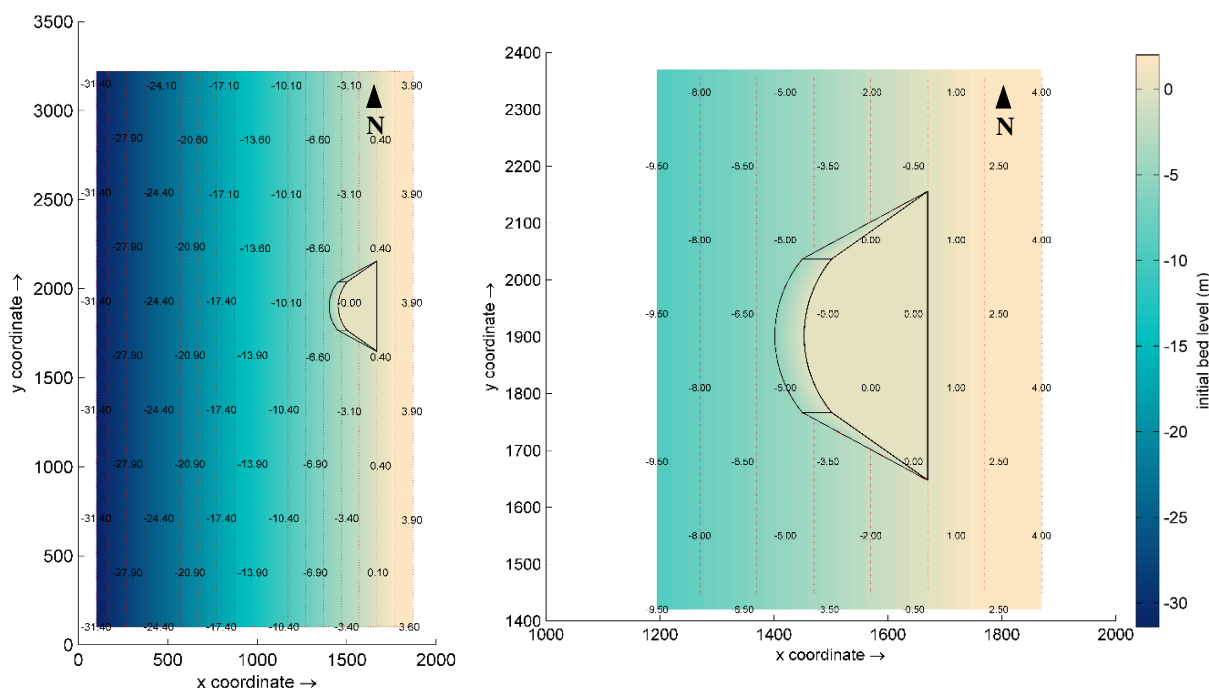 3500
3000
2500
2000
1500
1000
500
0
0 500 1000 1500 2000
y coordinate →
x coordinate →
N
-31.40 -24.10 -17.10 -10.10 -3.10 3.90
-27.90 -20.60 -13.60 -6.60 0.40
-31.40 -24.40 -17.10 -10.10 -3.10 3.90
-27.90 -20.90 -13.60 -6.60 0.40
-31.40 -24.40 -17.40 -10.10 -0.00 3.90
-27.90 -20.90 -13.90 -6.60 0.40
-31.40 -24.40 -17.40 -10.40 -3.10 3.90
-27.90 -20.90 -13.90 -6.90 0.40
-31.40 -24.40 -17.40 -10.40 -3.40 3.90
-27.90 -20.90 -13.90 -6.90 0.10
-31.40 -24.40 -17.40 -10.40 -3.40 3.60
2400
2300
2200
2100
2000
1900
1800
1700
1600
1500
1400
1000 1200 1400 1600 1800 2000
y coordinate →
x coordinate →
N
-8.00 -5.00 -2.00 1.00 4.00
-9.50 -6.50 -3.50 -0.50 2.50
-8.00 -5.00 0.00 1.00 4.00
-9.50 -6.50 -0.00 0.00 2.50
-8.00 -5.00 0.00 1.00 4.00
-9.50 -6.50 -3.50 0.00 2.50
-8.00 -5.00 -2.00 1.00 4.00
-9.50 -6.50 -3.50 -0.50 2.50
0
-5
-10
-15
-20
-25
-30
initial bed level (m)